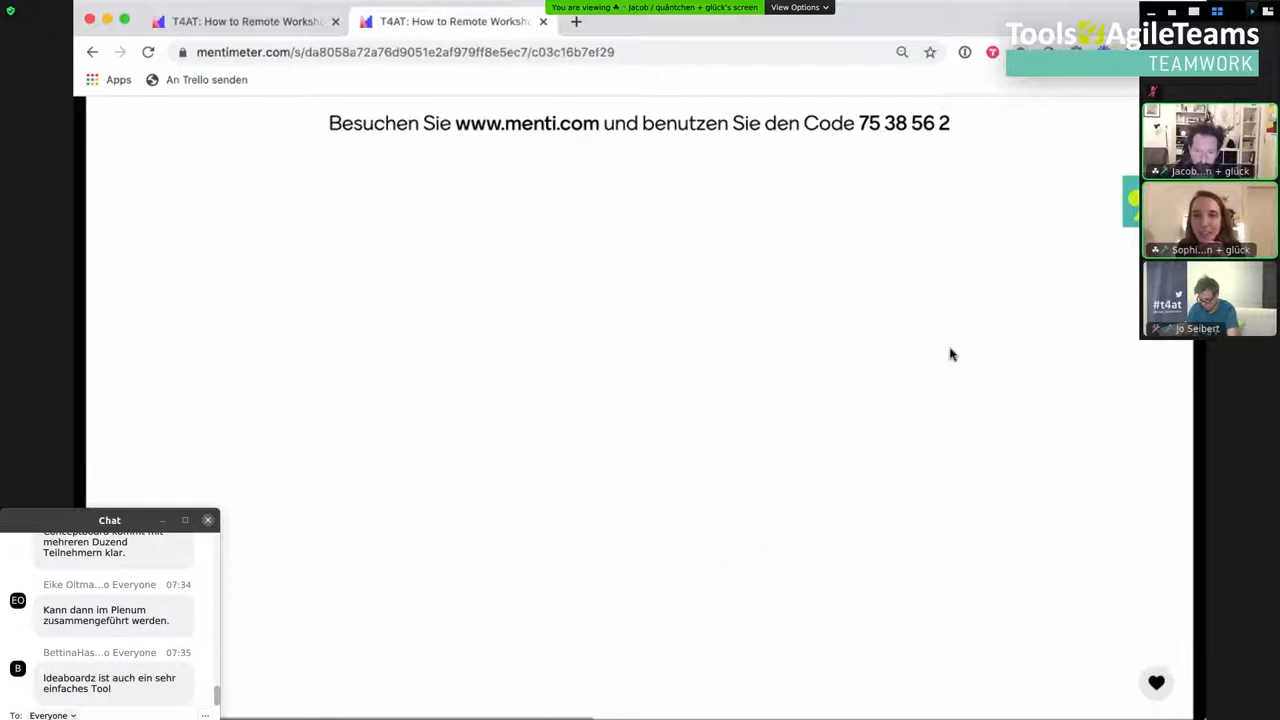 You are viewing Jacob / quäntchen + glück's screen
View Options
T4AT: How to Remote Worksh
T4AT: How to Remote Worksh
Tools4AgileTeams
TEAMWORK
mentimeter.com/s/da8058a72a76d9051e2af979ff8e5ec7/c03c16b7ef29
Apps
An Trello senden
Besuchen Sie www.menti.com und benutzen Sie den Code 75 38 56 2
Jacob...n + glück
Sophi...n + glück
#t4at
Jo Seibert
Chat
Conceptboard kommt mit
mehreren Duzend
Teilnehmern klar.
Eike Oltma...o Everyone 07:34
EO
Kann dann im Plenum
zusammengeführt werden.
BettinaHas...o Everyone 07:35
B
Ideaboardz ist auch ein sehr
einfaches Tool
To: Everyone